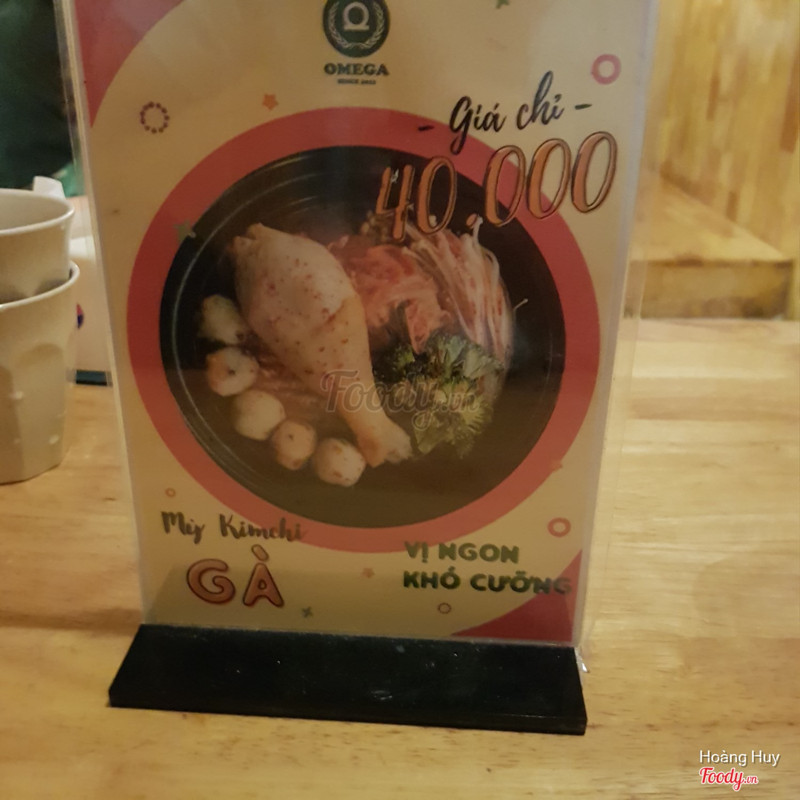 OMEGA
- Giá chỉ -
40.000
Foody.vn
Mỳ Kimchi
GÀ
VỊ NGON
KHÓ CƯỠNG
Hoàng Huy
Foody.vn